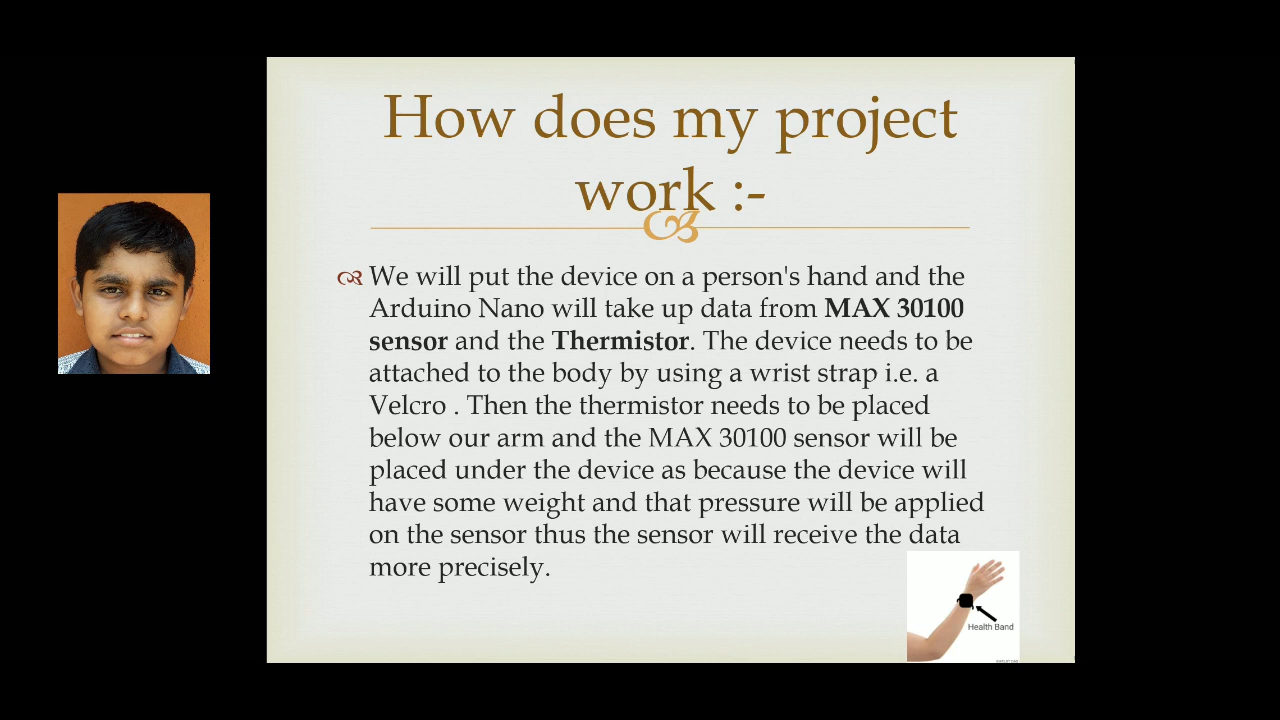 How does my project
work :-
We will put the device on a person's hand and the
Arduino Nano will take up data from MAX 30100
sensor and the Thermistor. The device needs to be
attached to the body by using a wrist strap i.e. a
Velcro . Then the thermistor needs to be placed
below our arm and the MAX 30100 sensor will be
placed under the device as because the device will
have some weight and that pressure will be applied
on the sensor thus the sensor will receive the data
more precisely.
Health Band